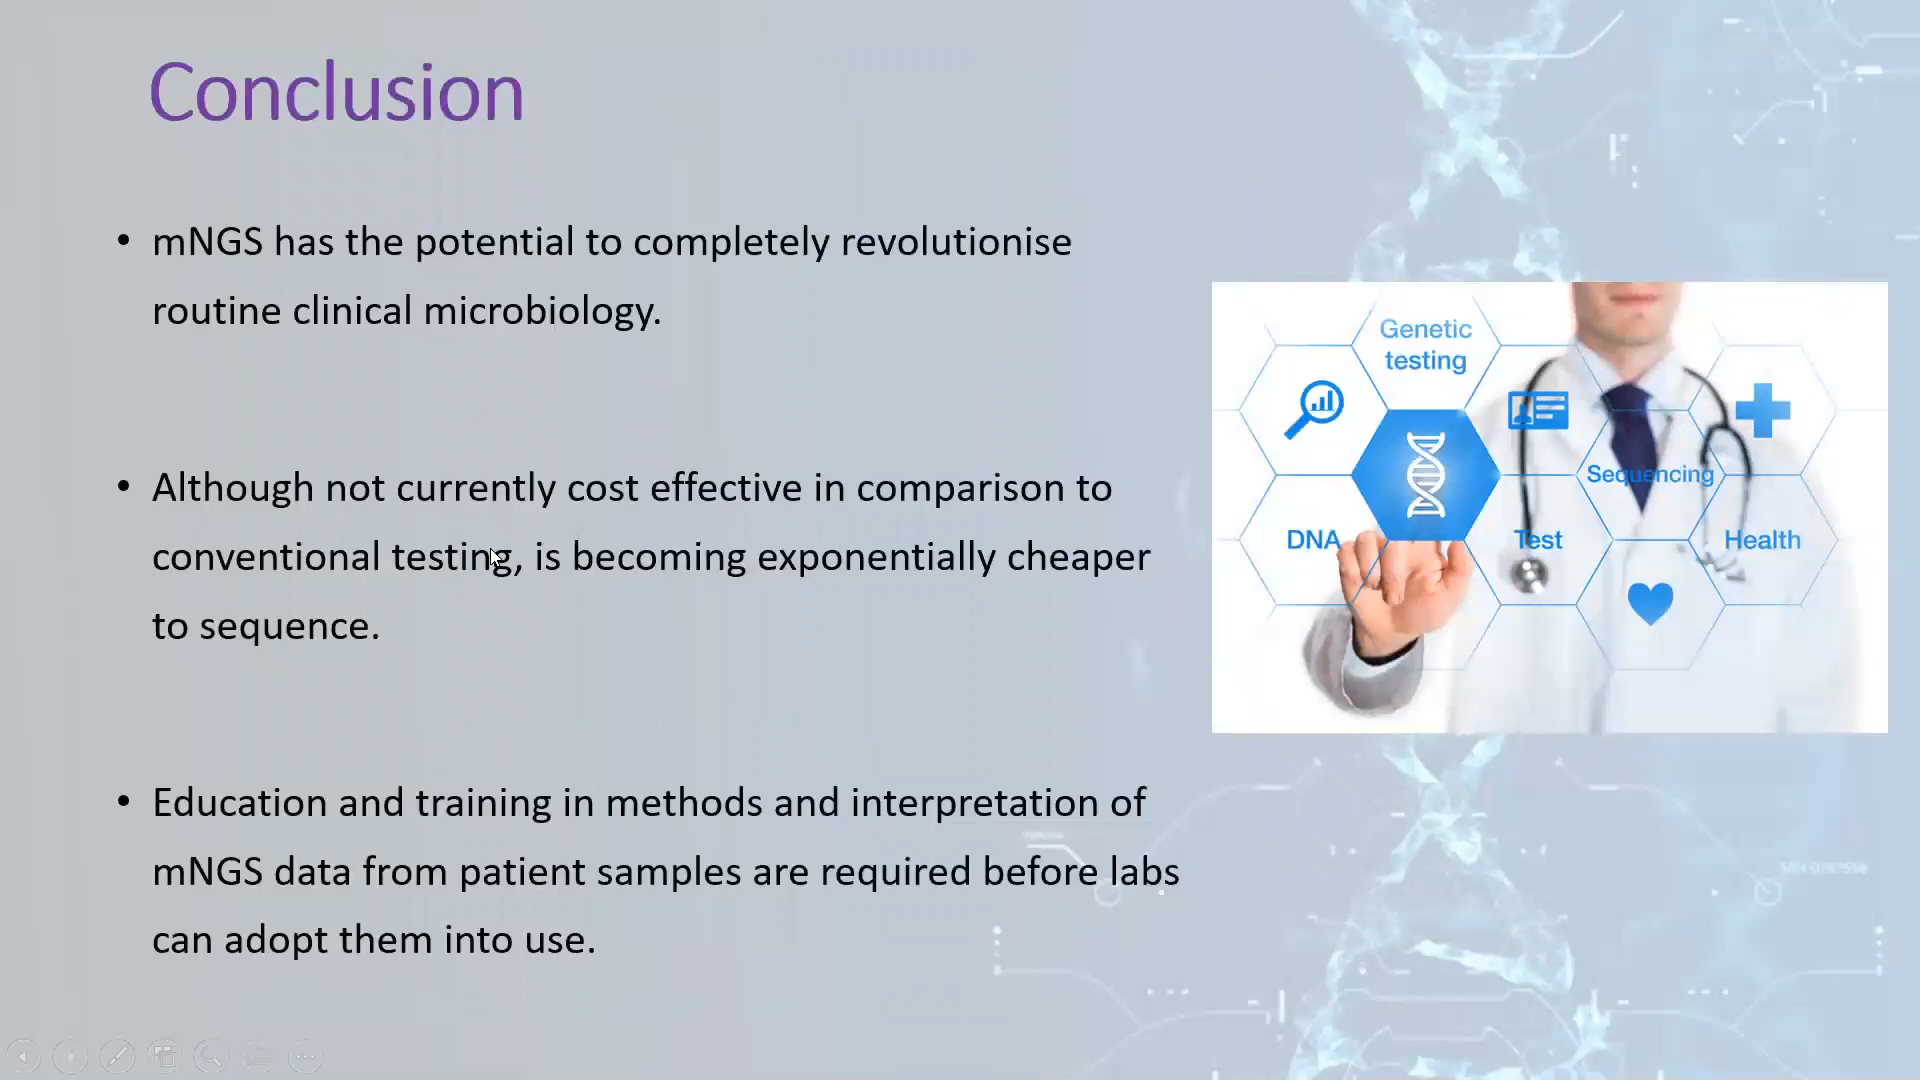 Conclusion
• mNGS has the potential to completely revolutionise
routine clinical microbiology.
• Although not currently cost effective in comparison to
conventional testing, is becoming exponentially cheaper
to sequence.
• Education and training in methods and interpretation of
mNGS data from patient samples are required before labs
can adopt them into use.
Genetic
testing
Sequencing
DNA
Test
Health